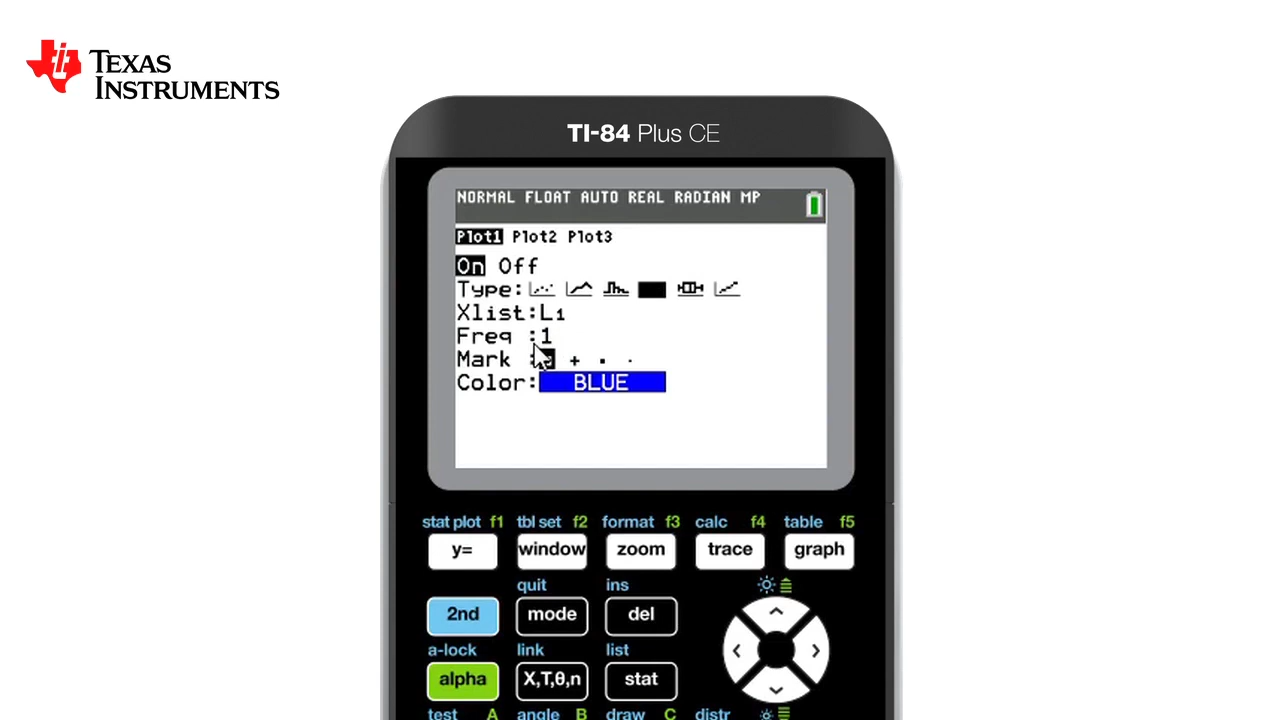 TEXAS
INSTRUMENTS
TI-84 Plus CE
NORMAL FLOAT AUTO REAL RADIAN MP
Plot1 Plot2 Plot3
On Off
Type:
Xlist:L1
Freq :1
Mark : + ▪ ·
Color: BLUE
stat plot f1 tbl set f2 format f3 calc f4 table f5
y= window zoom trace graph
quit ins
2nd mode del
a-lock link list
alpha X,T,θ,n stat
test A angle B draw C distr